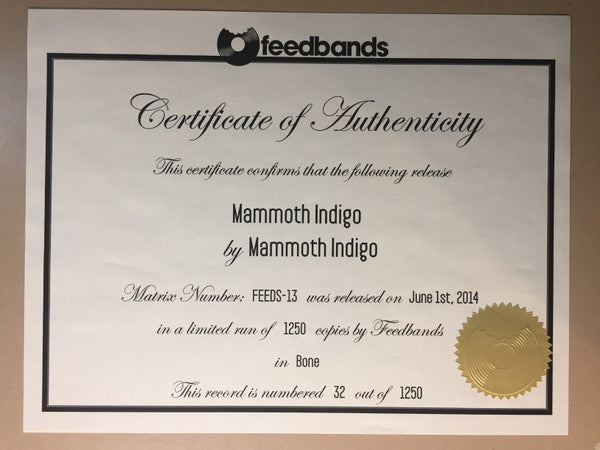 feedbands
Certificate of Authenticity
This certificate confirms that the following release
Mammoth Indigo
by Mammoth Indigo
Matrix Number: FEEDS-13 was released on June 1st, 2014
in a limited run of 1250 copies by Feedbands
in Bone
This record is numbered 32 out of 1250